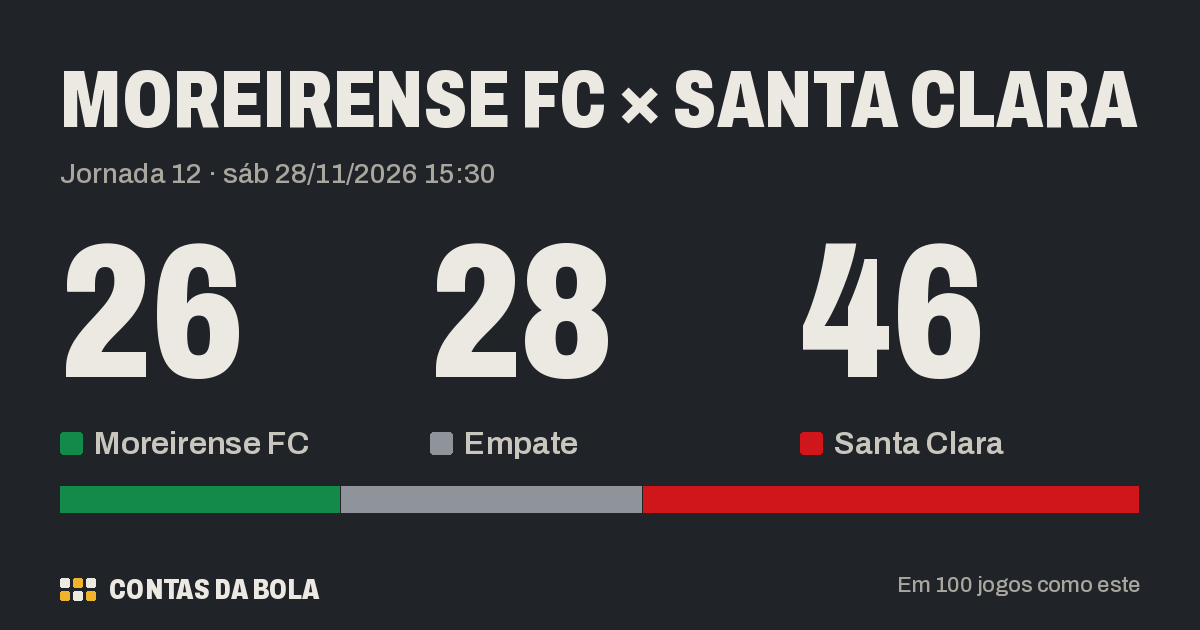 MOREIRENSE FC × SANTA CLARA
Jornada 12 · sáb 28/11/2026 15:30
26 28 46
Moreirense FC Empate Santa Clara
CONTAS DA BOLA Em 100 jogos como este